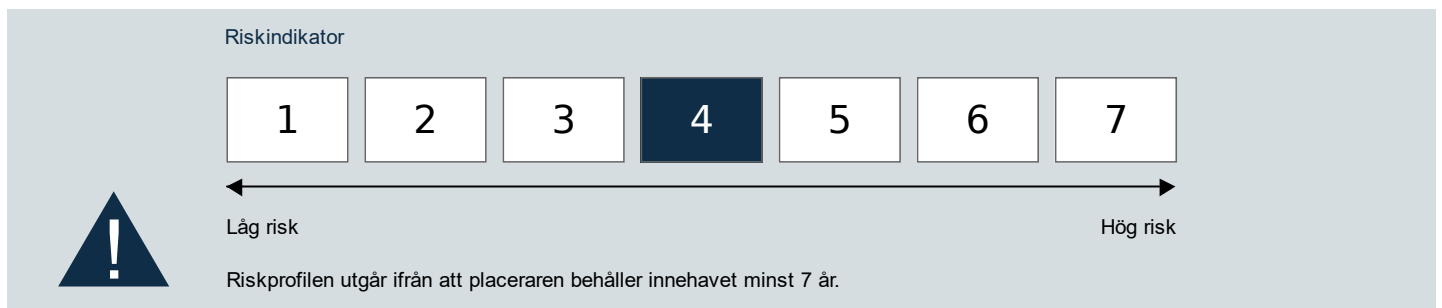 Riskindikator
1 2 3 4 5 6 7
Låg risk Hög risk
!
Riskprofilen utgår ifrån att placeraren behåller innehavet minst 7 år.